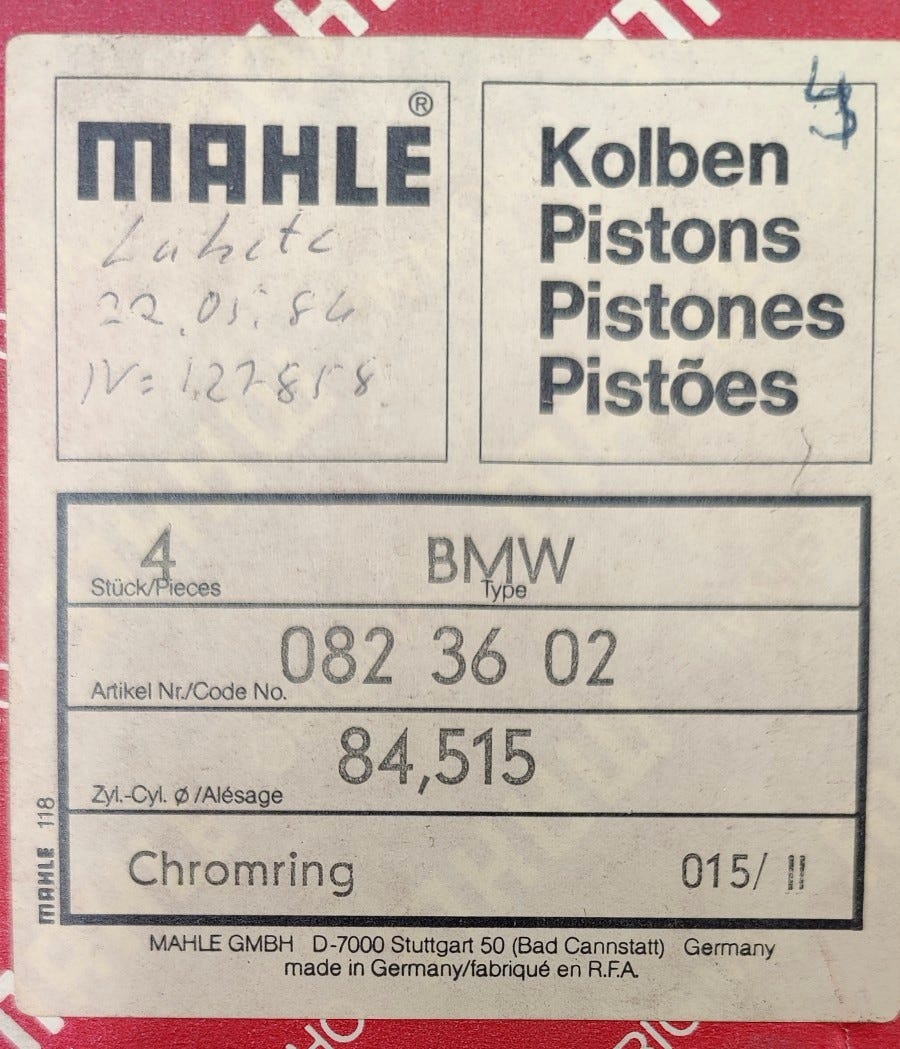 MAHLE®
22.05.84
Kolben
Pistons
Pistones
Pistões
4 BMW
Stück/Pieces Type
082 36 02
Artikel Nr./Code No.
84,515
Zyl.-Cyl. ø/Alésage
Chromring 015/ II
MAHLE 118
MAHLE GMBH D-7000 Stuttgart 50 (Bad Cannstatt) Germany
made in Germany/fabriqué en R.F.A.